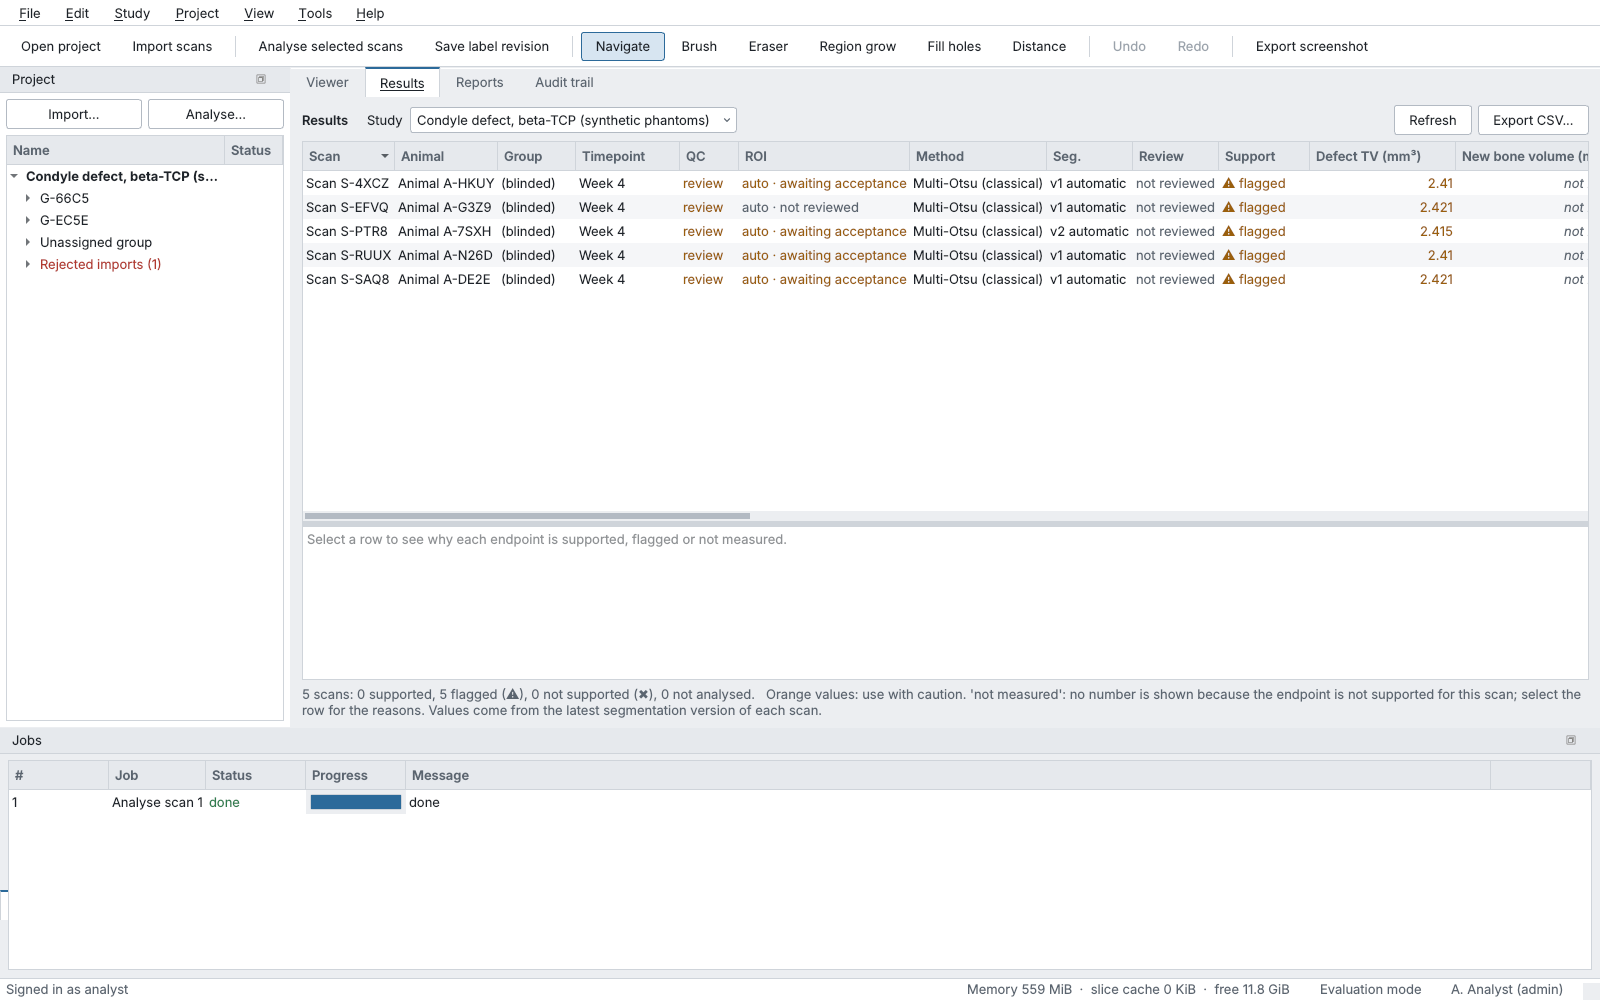 File Edit Study Project View Tools Help
Open project Import scans Analyse selected scans Save label revision Navigate Brush Eraser Region grow Fill holes Distance Undo Redo Export screenshot
Project
Import... Analyse...
Name Status
Condyle defect, beta-TCP (s...
G-66C5
G-EC5E
Unassigned group
Rejected imports (1)
Viewer Results Reports Audit trail
Results Study Condyle defect, beta-TCP (synthetic phantoms) Refresh Export CSV...
Scan Animal Group Timepoint QC ROI Method Seg. Review Support Defect TV (mm³) New bone volume (m
Scan S-4XCZ Animal A-HKUY (blinded) Week 4 review auto · awaiting acceptance Multi-Otsu (classical) v1 automatic not reviewed ⚠ flagged 2.41 not
Scan S-EFVQ Animal A-G3Z9 (blinded) Week 4 review auto · not reviewed Multi-Otsu (classical) v1 automatic not reviewed ⚠ flagged 2.421 not
Scan S-PTR8 Animal A-7SXH (blinded) Week 4 review auto · awaiting acceptance Multi-Otsu (classical) v2 automatic not reviewed ⚠ flagged 2.415 not
Scan S-RUUX Animal A-N26D (blinded) Week 4 review auto · awaiting acceptance Multi-Otsu (classical) v1 automatic not reviewed ⚠ flagged 2.41 not
Scan S-SAQ8 Animal A-DE2E (blinded) Week 4 review auto · awaiting acceptance Multi-Otsu (classical) v1 automatic not reviewed ⚠ flagged 2.421 not
Select a row to see why each endpoint is supported, flagged or not measured.
5 scans: 0 supported, 5 flagged (⚠), 0 not supported (✖), 0 not analysed. Orange values: use with caution. 'not measured': no number is shown because the endpoint is not supported for this scan; select the
row for the reasons. Values come from the latest segmentation version of each scan.
Jobs
# Job Status Progress Message
1 Analyse scan 1 done done
Signed in as analyst Memory 559 MiB · slice cache 0 KiB · free 11.8 GiB Evaluation mode A. Analyst (admin)